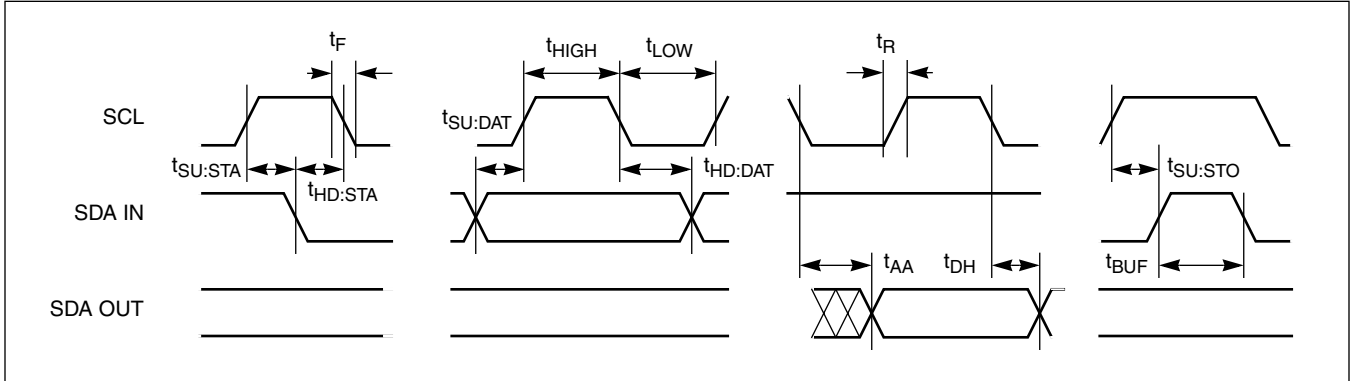 tF
tHIGH
tLOW
tR
SCL
tSU:DAT
tSU:STA
tHD:STA
tHD:DAT
tSU:STO
SDA IN
tAA
tDH
tBUF
SDA OUT